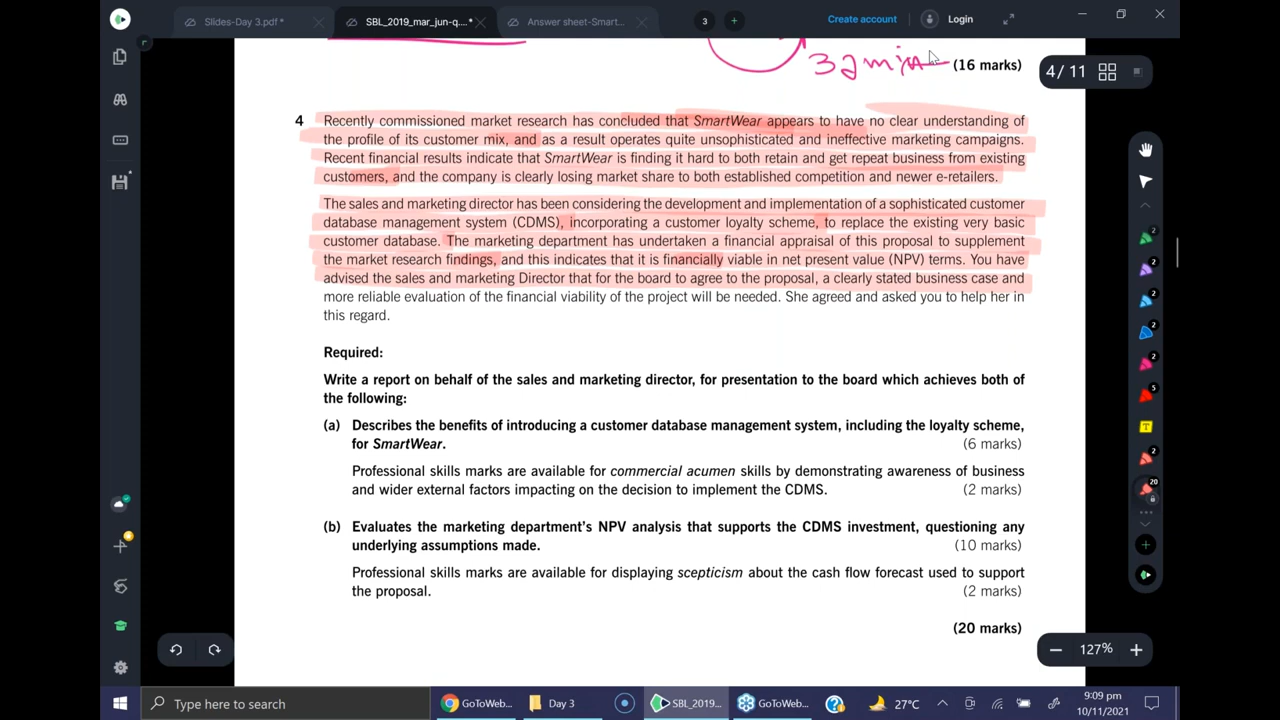 Slides-Day 3.pdf *
SBL_2019_mar_jun-q....*
Answer sheet-Smart...
3
Create account
Login
32min
(16 marks)
4/11
4 Recently commissioned market research has concluded that SmartWear appears to have no clear understanding of
the profile of its customer mix, and as a result operates quite unsophisticated and ineffective marketing campaigns.
Recent financial results indicate that SmartWear is finding it hard to both retain and get repeat business from existing
customers, and the company is clearly losing market share to both established competition and newer e-retailers.
The sales and marketing director has been considering the development and implementation of a sophisticated customer
database management system (CDMS), incorporating a customer loyalty scheme, to replace the existing very basic
customer database. The marketing department has undertaken a financial appraisal of this proposal to supplement
the market research findings, and this indicates that it is financially viable in net present value (NPV) terms. You have
advised the sales and marketing Director that for the board to agree to the proposal, a clearly stated business case and
more reliable evaluation of the financial viability of the project will be needed. She agreed and asked you to help her in
this regard.
Required:
Write a report on behalf of the sales and marketing director, for presentation to the board which achieves both of
the following:
(a) Describes the benefits of introducing a customer database management system, including the loyalty scheme,
for SmartWear. (6 marks)
Professional skills marks are available for commercial acumen skills by demonstrating awareness of business
and wider external factors impacting on the decision to implement the CDMS. (2 marks)
(b) Evaluates the marketing department's NPV analysis that supports the CDMS investment, questioning any
underlying assumptions made. (10 marks)
Professional skills marks are available for displaying scepticism about the cash flow forecast used to support
the proposal. (2 marks)
(20 marks)
127%
2
2
2
2
2
5
T
2
20
Type here to search
GoToWeb...
Day 3
SBL_2019...
GoToWeb...
27°C
9:09 pm
10/11/2021